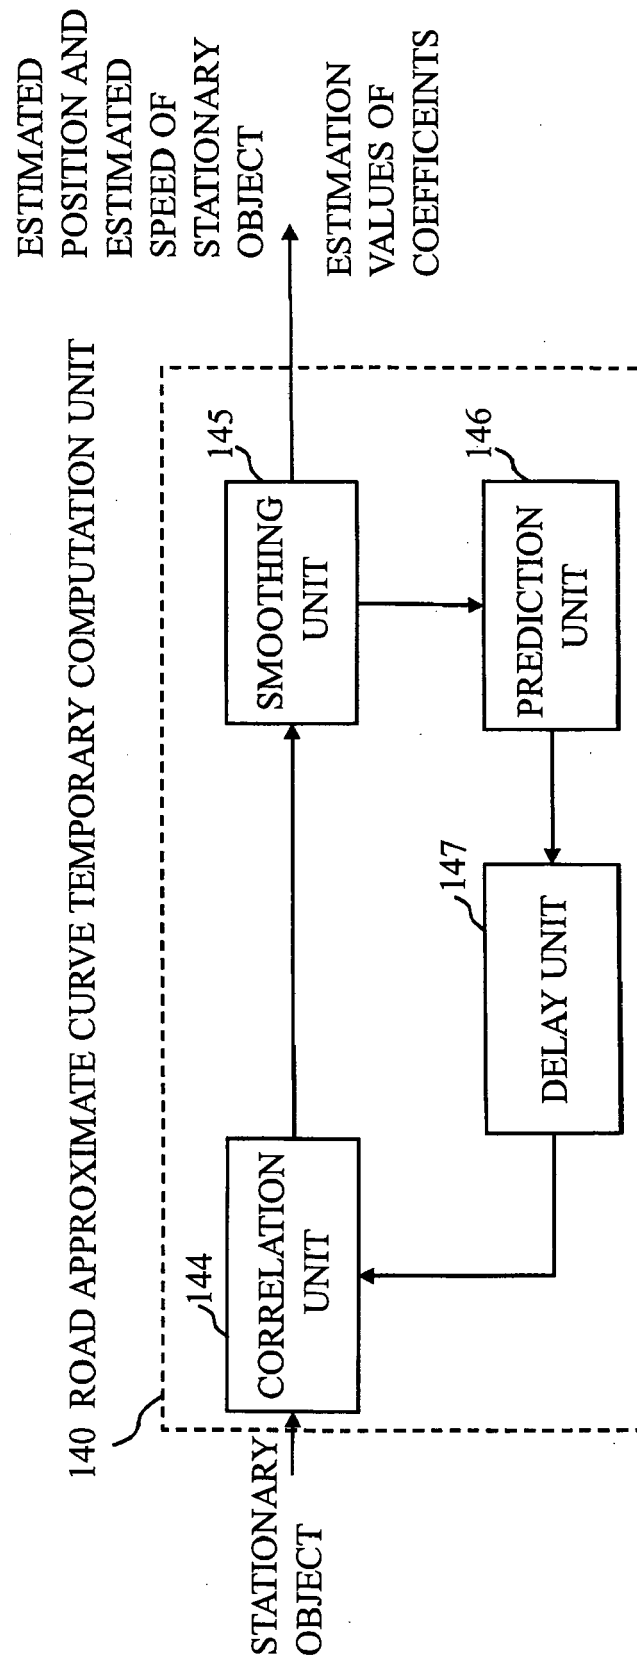 140 ROAD APPROXIMATE CURVE TEMPORARY COMPUTATION UNIT
STATIONARY
OBJECT
144
CORRELATION
UNIT
145
SMOOTHING
UNIT
146
PREDICTION
UNIT
147
DELAY UNIT
ESTIMATED
POSITION AND
ESTIMATED
SPEED OF
STATIONARY
OBJECT
ESTIMATION
VALUES OF
COEFFICEINTS